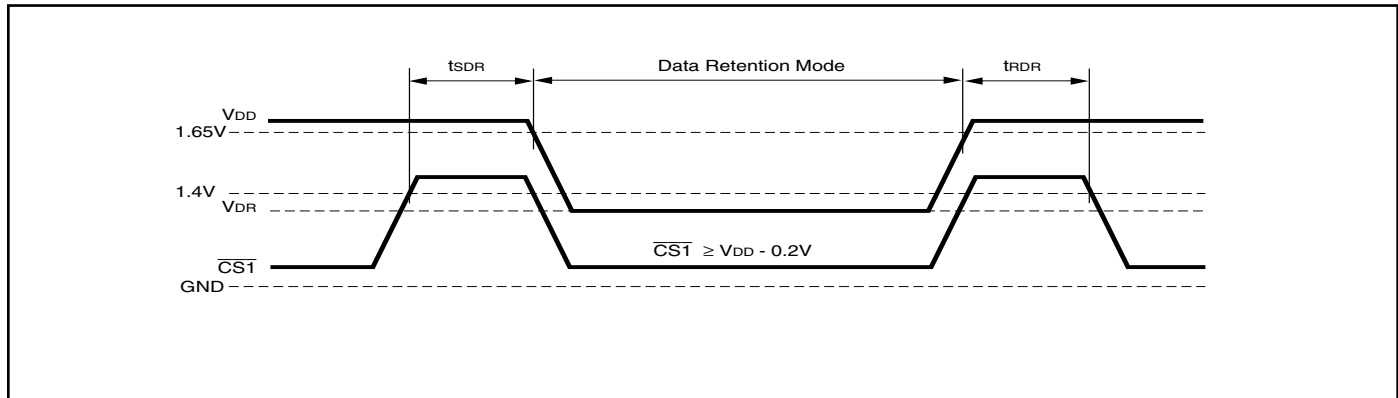 tSDR Data Retention Mode tRDR
VDD
1.65V
1.4V
VDR
CS1 ≥ VDD - 0.2V
CS1
GND